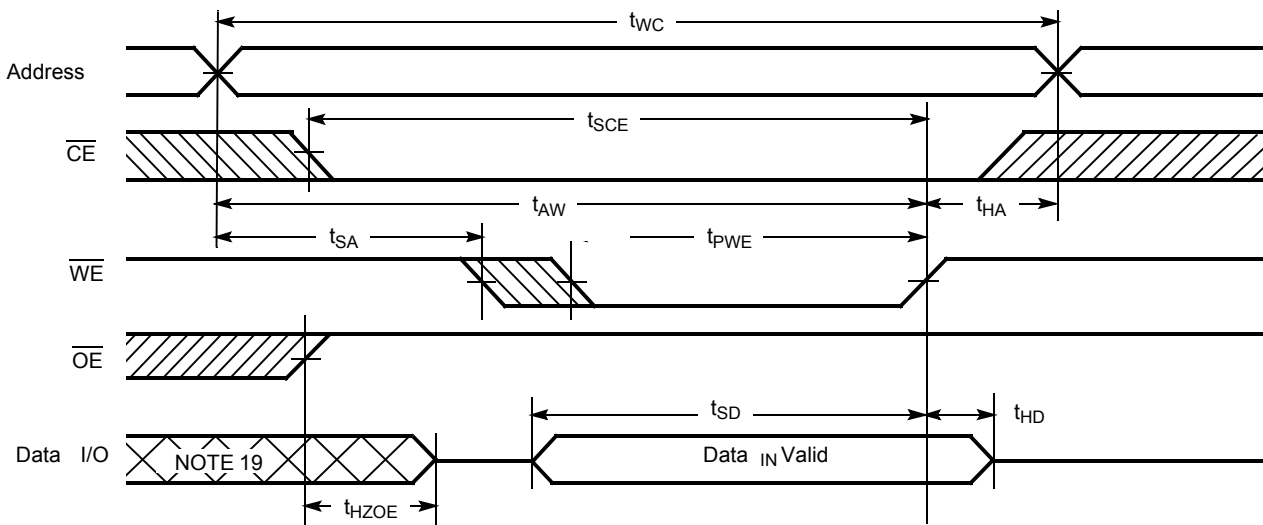 tWC
Address
tSCE
CE
tAW
tHA
tSA
tPWE
WE
OE
tSD
tHD
Data I/O
NOTE 19
Data IN Valid
tHZOE